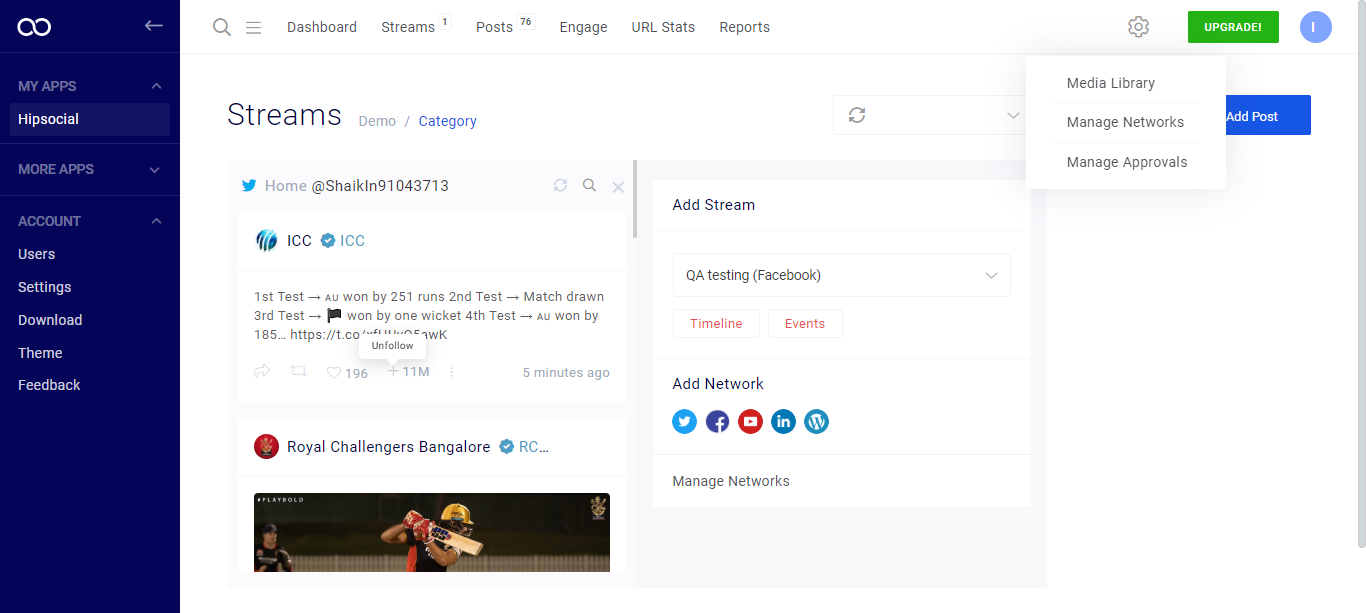 Dashboard
Streams 1
Posts 76
Engage
URL Stats
Reports
UPGRADE!
I
MY APPS
Hipsocial
MORE APPS
ACCOUNT
Users
Settings
Download
Theme
Feedback
Media Library
Manage Networks
Manage Approvals
Streams
Demo / Category
Add Post
Home @ShaikIn91043713
ICC ICC
1st Test → AU won by 251 runs 2nd Test → Match drawn
3rd Test → 🏴 won by one wicket 4th Test → AU won by
185…
Unfollow
196
11M
5 minutes ago
Royal Challengers Bangalore RC...
#PLAYBOLD
Add Stream
QA testing (Facebook)
Timeline
Events
Add Network
Manage Networks